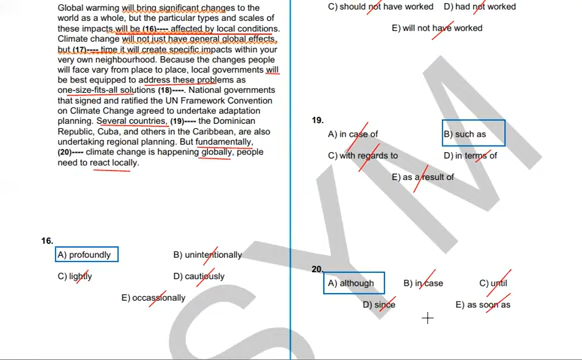 Global warming will bring significant changes to the
world as a whole, but the particular types and scales of
these impacts will be (16)---- affected by local conditions.
Climate change will not just have general global effects,
but (17)---- time it will create specific impacts within your
very own neighbourhood. Because the changes people
will face vary from place to place, local governments will
be best equipped to address these problems as
one-size-fits-all solutions (18)----. National governments
that signed and ratified the UN Framework Convention
on Climate Change agreed to undertake adaptation
planning. Several countries, (19)---- the Dominican
Republic, Cuba, and others in the Caribbean, are also
undertaking regional planning. But fundamentally,
(20)---- climate change is happening globally, people
need to react locally.
16.
A) profoundly B) unintentionally
C) lightly D) cautiously
E) occassionally
C) should not have worked D) had not worked
E) will not have worked
19.
A) in case of B) such as
C) with regards to D) in terms of
E) as a result of
20.
A) although B) in case C) until
D) since E) as soon as
SYM